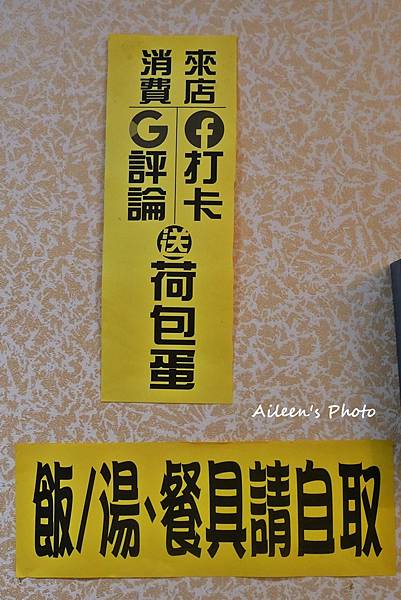 來店
消費
打卡
G評論
送荷包蛋
Aileen's Photo
飯/湯、餐具請自取